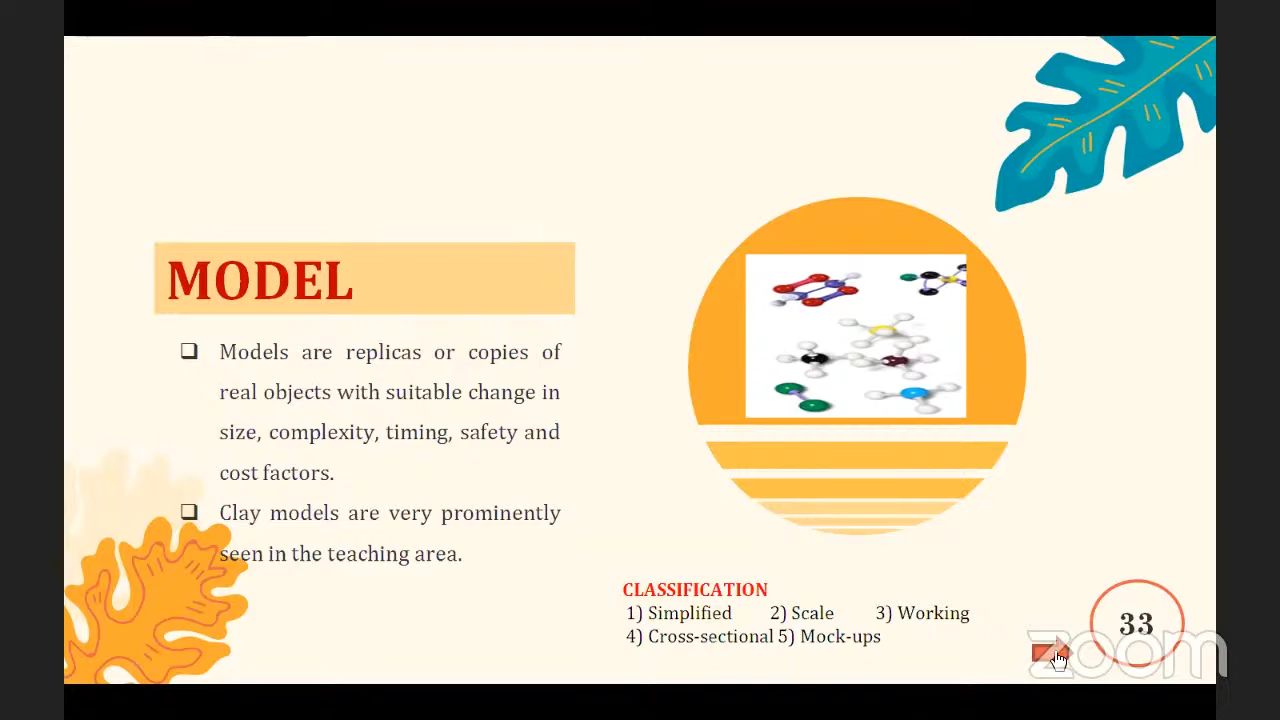 MODEL
❑ Models are replicas or copies of
real objects with suitable change in
size, complexity, timing, safety and
cost factors.
❑ Clay models are very prominently
seen in the teaching area.
CLASSIFICATION
1) Simplified 2) Scale 3) Working
4) Cross-sectional 5) Mock-ups
33
zoom